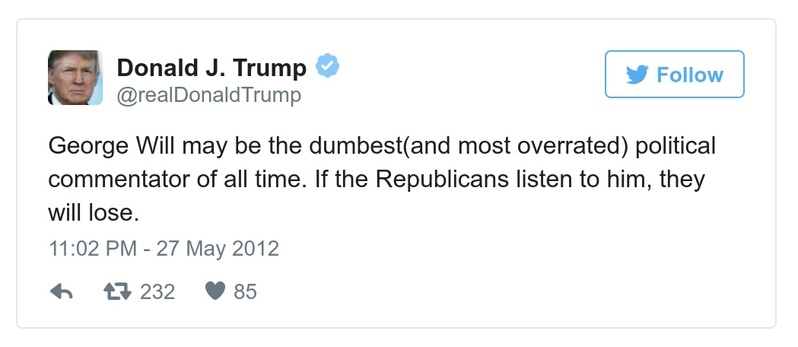 Donald J. Trump
@realDonaldTrump
Follow
George Will may be the dumbest(and most overrated) political
commentator of all time. If the Republicans listen to him, they
will lose.
11:02 PM - 27 May 2012
232 85